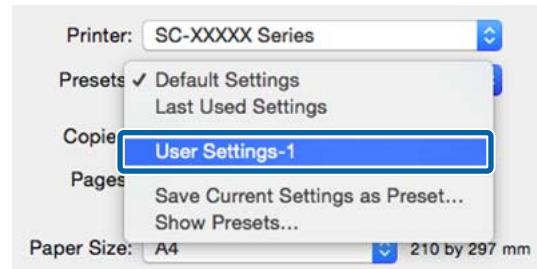 Printer: SC-XXXXX Series
Presets ✓ Default Settings
Last Used Settings
Copie
User Settings-1
Pages
Save Current Settings as Preset...
Show Presets...
Paper Size: A4 210 by 297 mm